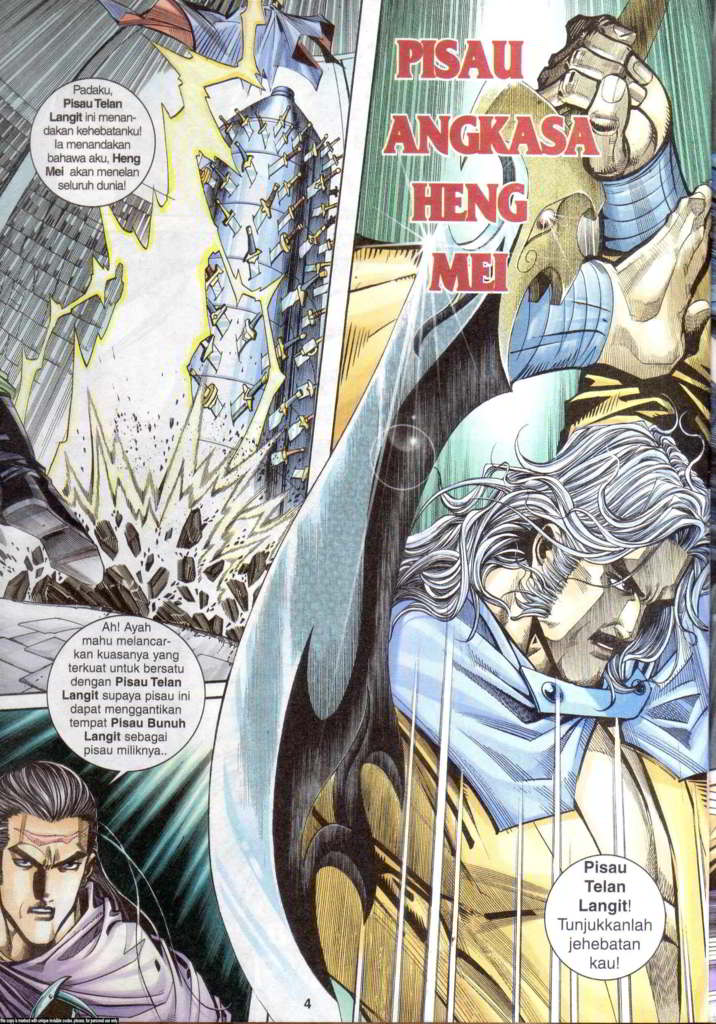 Padaku,
Pisau Telan
Langit ini menan-
dakan kehebatanku!
Ia menandakan
bahawa aku, Heng
Mei akan menelan
seluruh dunia!
PISAU
ANGKASA
HENG
MEI
Ah! Ayah
mahu melancar-
kan kuasanya yang
terkuat untuk bersatu
dengan Pisau Telan
Langit supaya pisau ini
dapat menggantikan
tempat Pisau Bunuh
Langit sebagai
pisau miliknya..
Pisau
Telan
Langit!
Tunjukkanlah
jehebatan
kau!
4